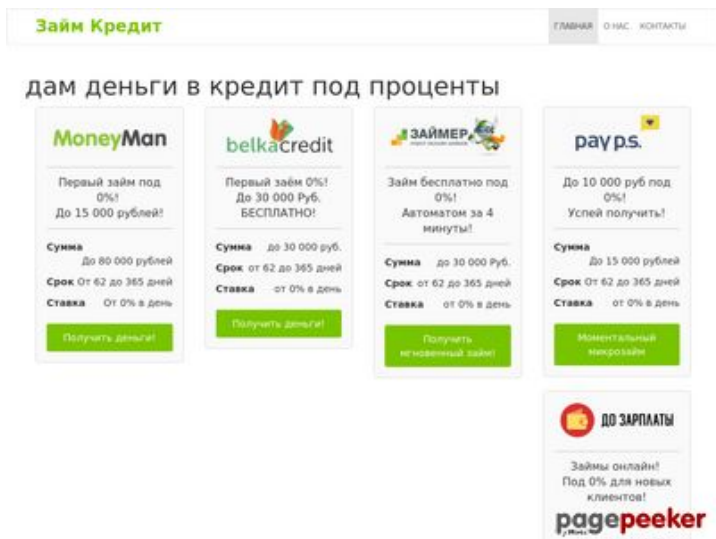 Займ Кредит
ГЛАВНАЯ О НАС. КОНТАКТЫ
дам деньги в кредит под проценты
MoneyMan
Первый займ под
0%!
До 15 000 рублей!
Сумма
До 80 000 рублей
Срок От 62 до 365 дней
Ставка От 0% в день
Получить деньги!
belkacredit
Первый заём 0%!
До 30 000 Руб.
БЕСПЛАТНО!
Сумма до 30 000 руб.
Срок от 62 до 365 дней
Ставка от 0% в день
Получить деньги!
ЗАЙМЕР
Займ бесплатно под
0%!
Автоматом за 4
минуты!
Сумма до 30 000 Руб.
Срок от 62 до 365 дней
Ставка от 0% в день
Получить
мгновенный займ!
pay p.s.
До 10 000 руб под
0%!
Успей получить!
Сумма
До 15 000 рублей
Срок От 62 до 365 дней
Ставка от 0% в день
Моментальный
микрозайм
ДО ЗАРПЛАТЫ
Займы онлайн!
Под 0% для новых
клиентов!
pagepeeker